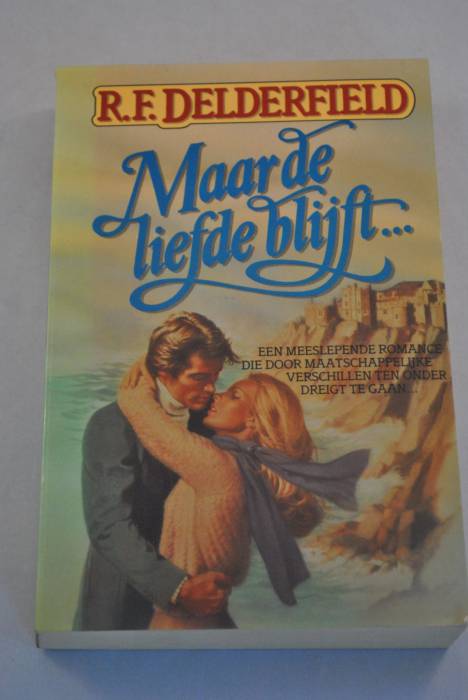 R.F. DELDERFIELD
Maar de
liefde blijft...
EEN MEESLEPENDE ROMANCE
DIE DOOR MAATSCHAPPELIJKE
VERSCHILLEN TEN ONDER
DREIGT TE GAAN...